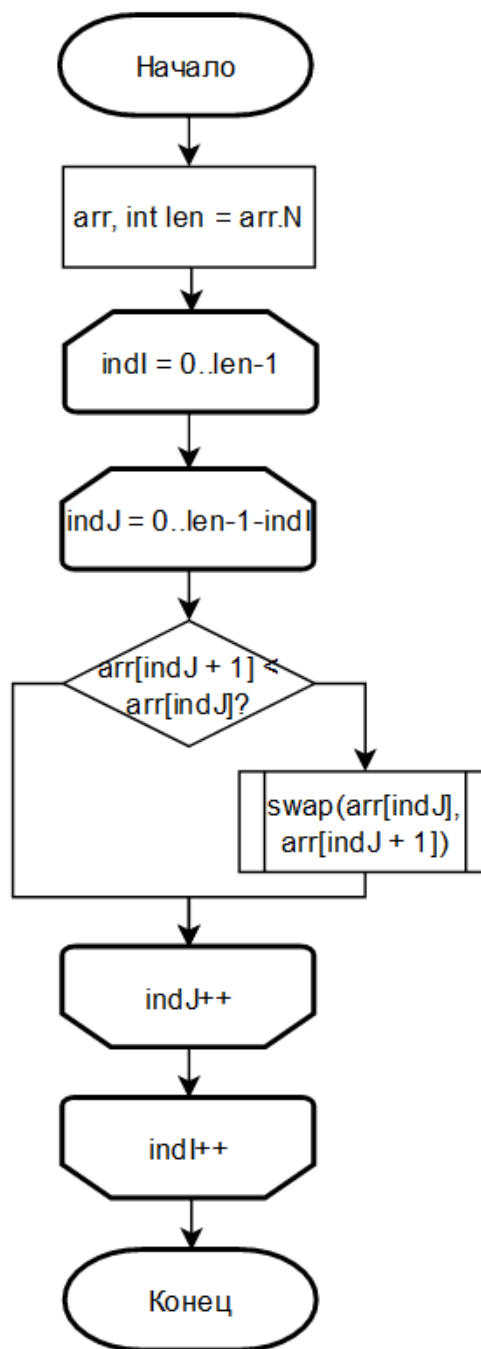 Начало
arr, int len = arr.N
indI = 0..len-1
indJ = 0..len-1-indI
arr[indJ + 1] <
arr[indJ]?
swap(arr[indJ],
arr[indJ + 1])
indJ++
indI++
Конец